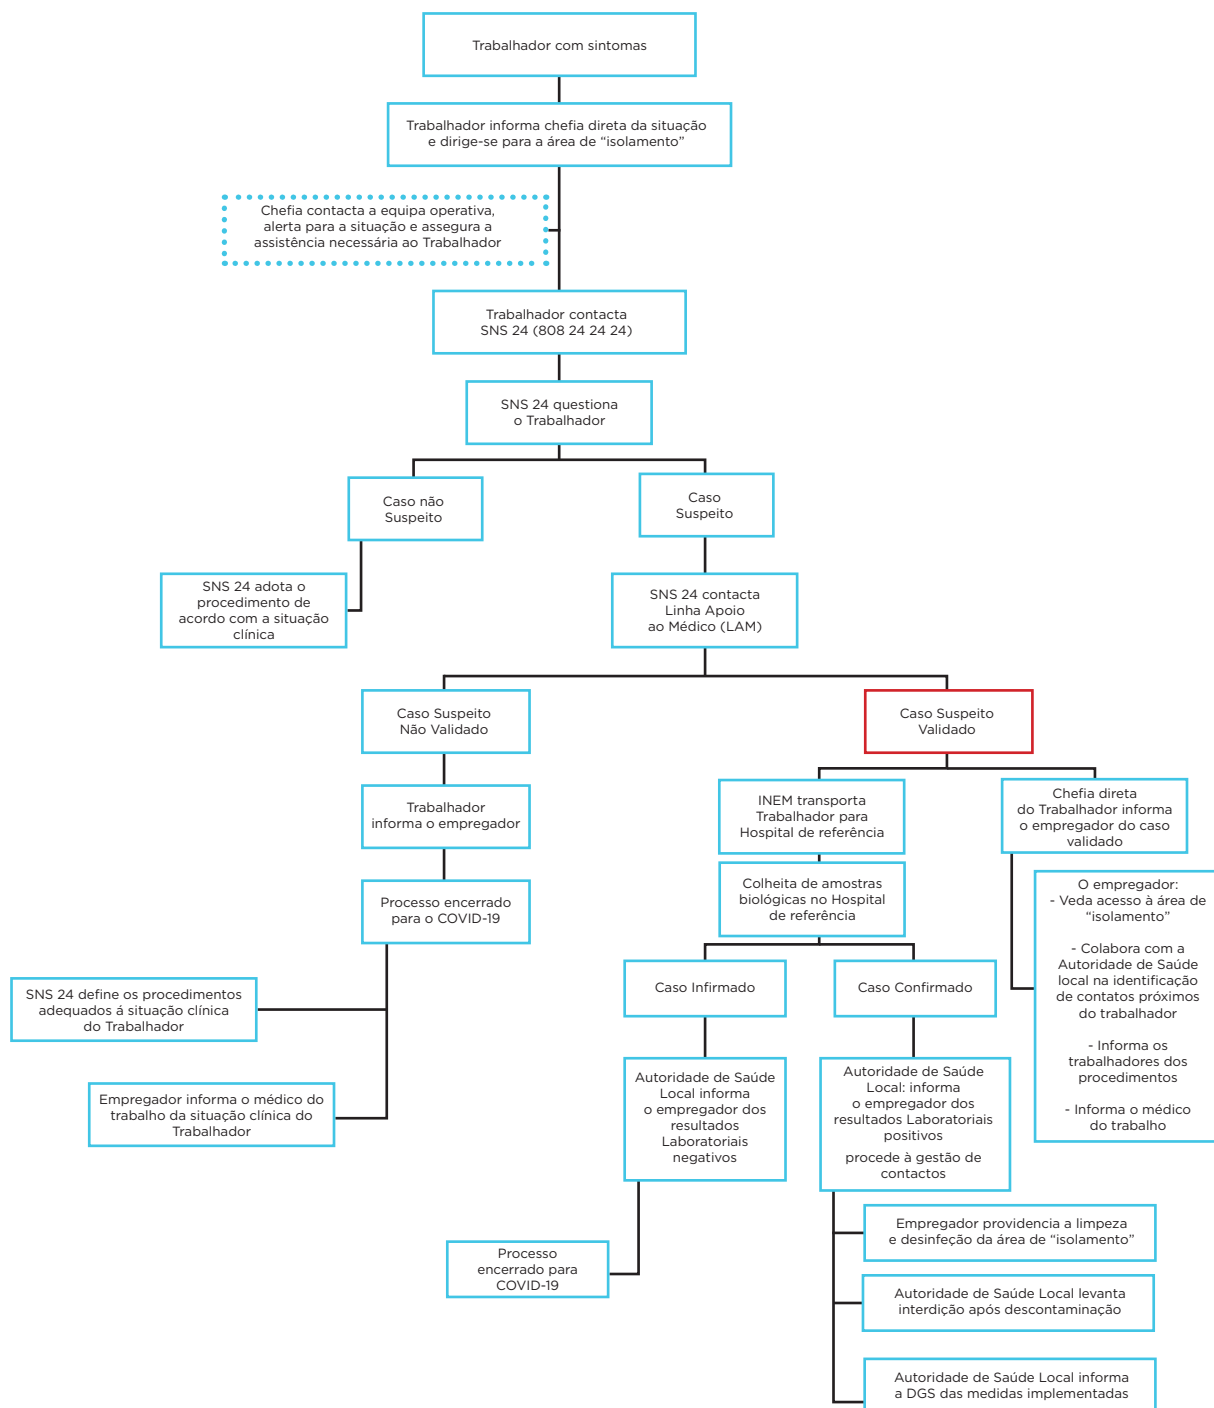 Trabalhador com sintomas
Trabalhador informa chefia direta da situação
e dirige-se para a área de “isolamento”
Chefia contacta a equipa operativa,
alerta para a situação e assegura a
assistência necessária ao Trabalhador
Trabalhador contacta
SNS 24 (808 24 24 24)
SNS 24 questiona
o Trabalhador
Caso não
Suspeito
Caso
Suspeito
SNS 24 adota o
procedimento de
acordo com a situação
clínica
SNS 24 contacta
Linha Apoio
ao Médico (LAM)
Caso Suspeito
Não Validado
Caso Suspeito
Validado
Trabalhador
informa o empregador
INEM transporta
Trabalhador para
Hospital de referência
Chefia direta
do Trabalhador informa
o empregador do caso
validado
Processo encerrado
para o COVID-19
Colheita de amostras
biológicas no Hospital
de referência
O empregador:
- Veda acesso à área de
“isolamento”
- Colabora com a
Autoridade de Saúde
local na identificação
de contatos próximos
do trabalhador
- Informa os
trabalhadores dos
procedimentos
- Informa o médico
do trabalho
SNS 24 define os procedimentos
adequados á situação clínica
do Trabalhador
Caso Infirmado
Caso Confirmado
Empregador informa o médico do
trabalho da situação clínica do
Trabalhador
Autoridade de Saúde
Local informa
o empregador dos
resultados
Laboratoriais
negativos
Autoridade de Saúde
Local: informa
o empregador dos
resultados Laboratoriais
positivos
procede à gestão de
contactos
Processo
encerrado para
COVID-19
Empregador providencia a limpeza
e desinfeção da área de “isolamento”
Autoridade de Saúde Local levanta
interdição após descontaminação
Autoridade de Saúde Local informa
a DGS das medidas implementadas